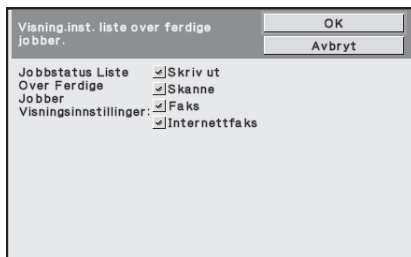 Visning.inst. liste over ferdige
jobber.
OK
Avbryt
Jobbstatus Liste
Over Ferdige
Jobber
Visningsinnstillinger:
Skriv ut
Skanne
Faks
Internettfaks